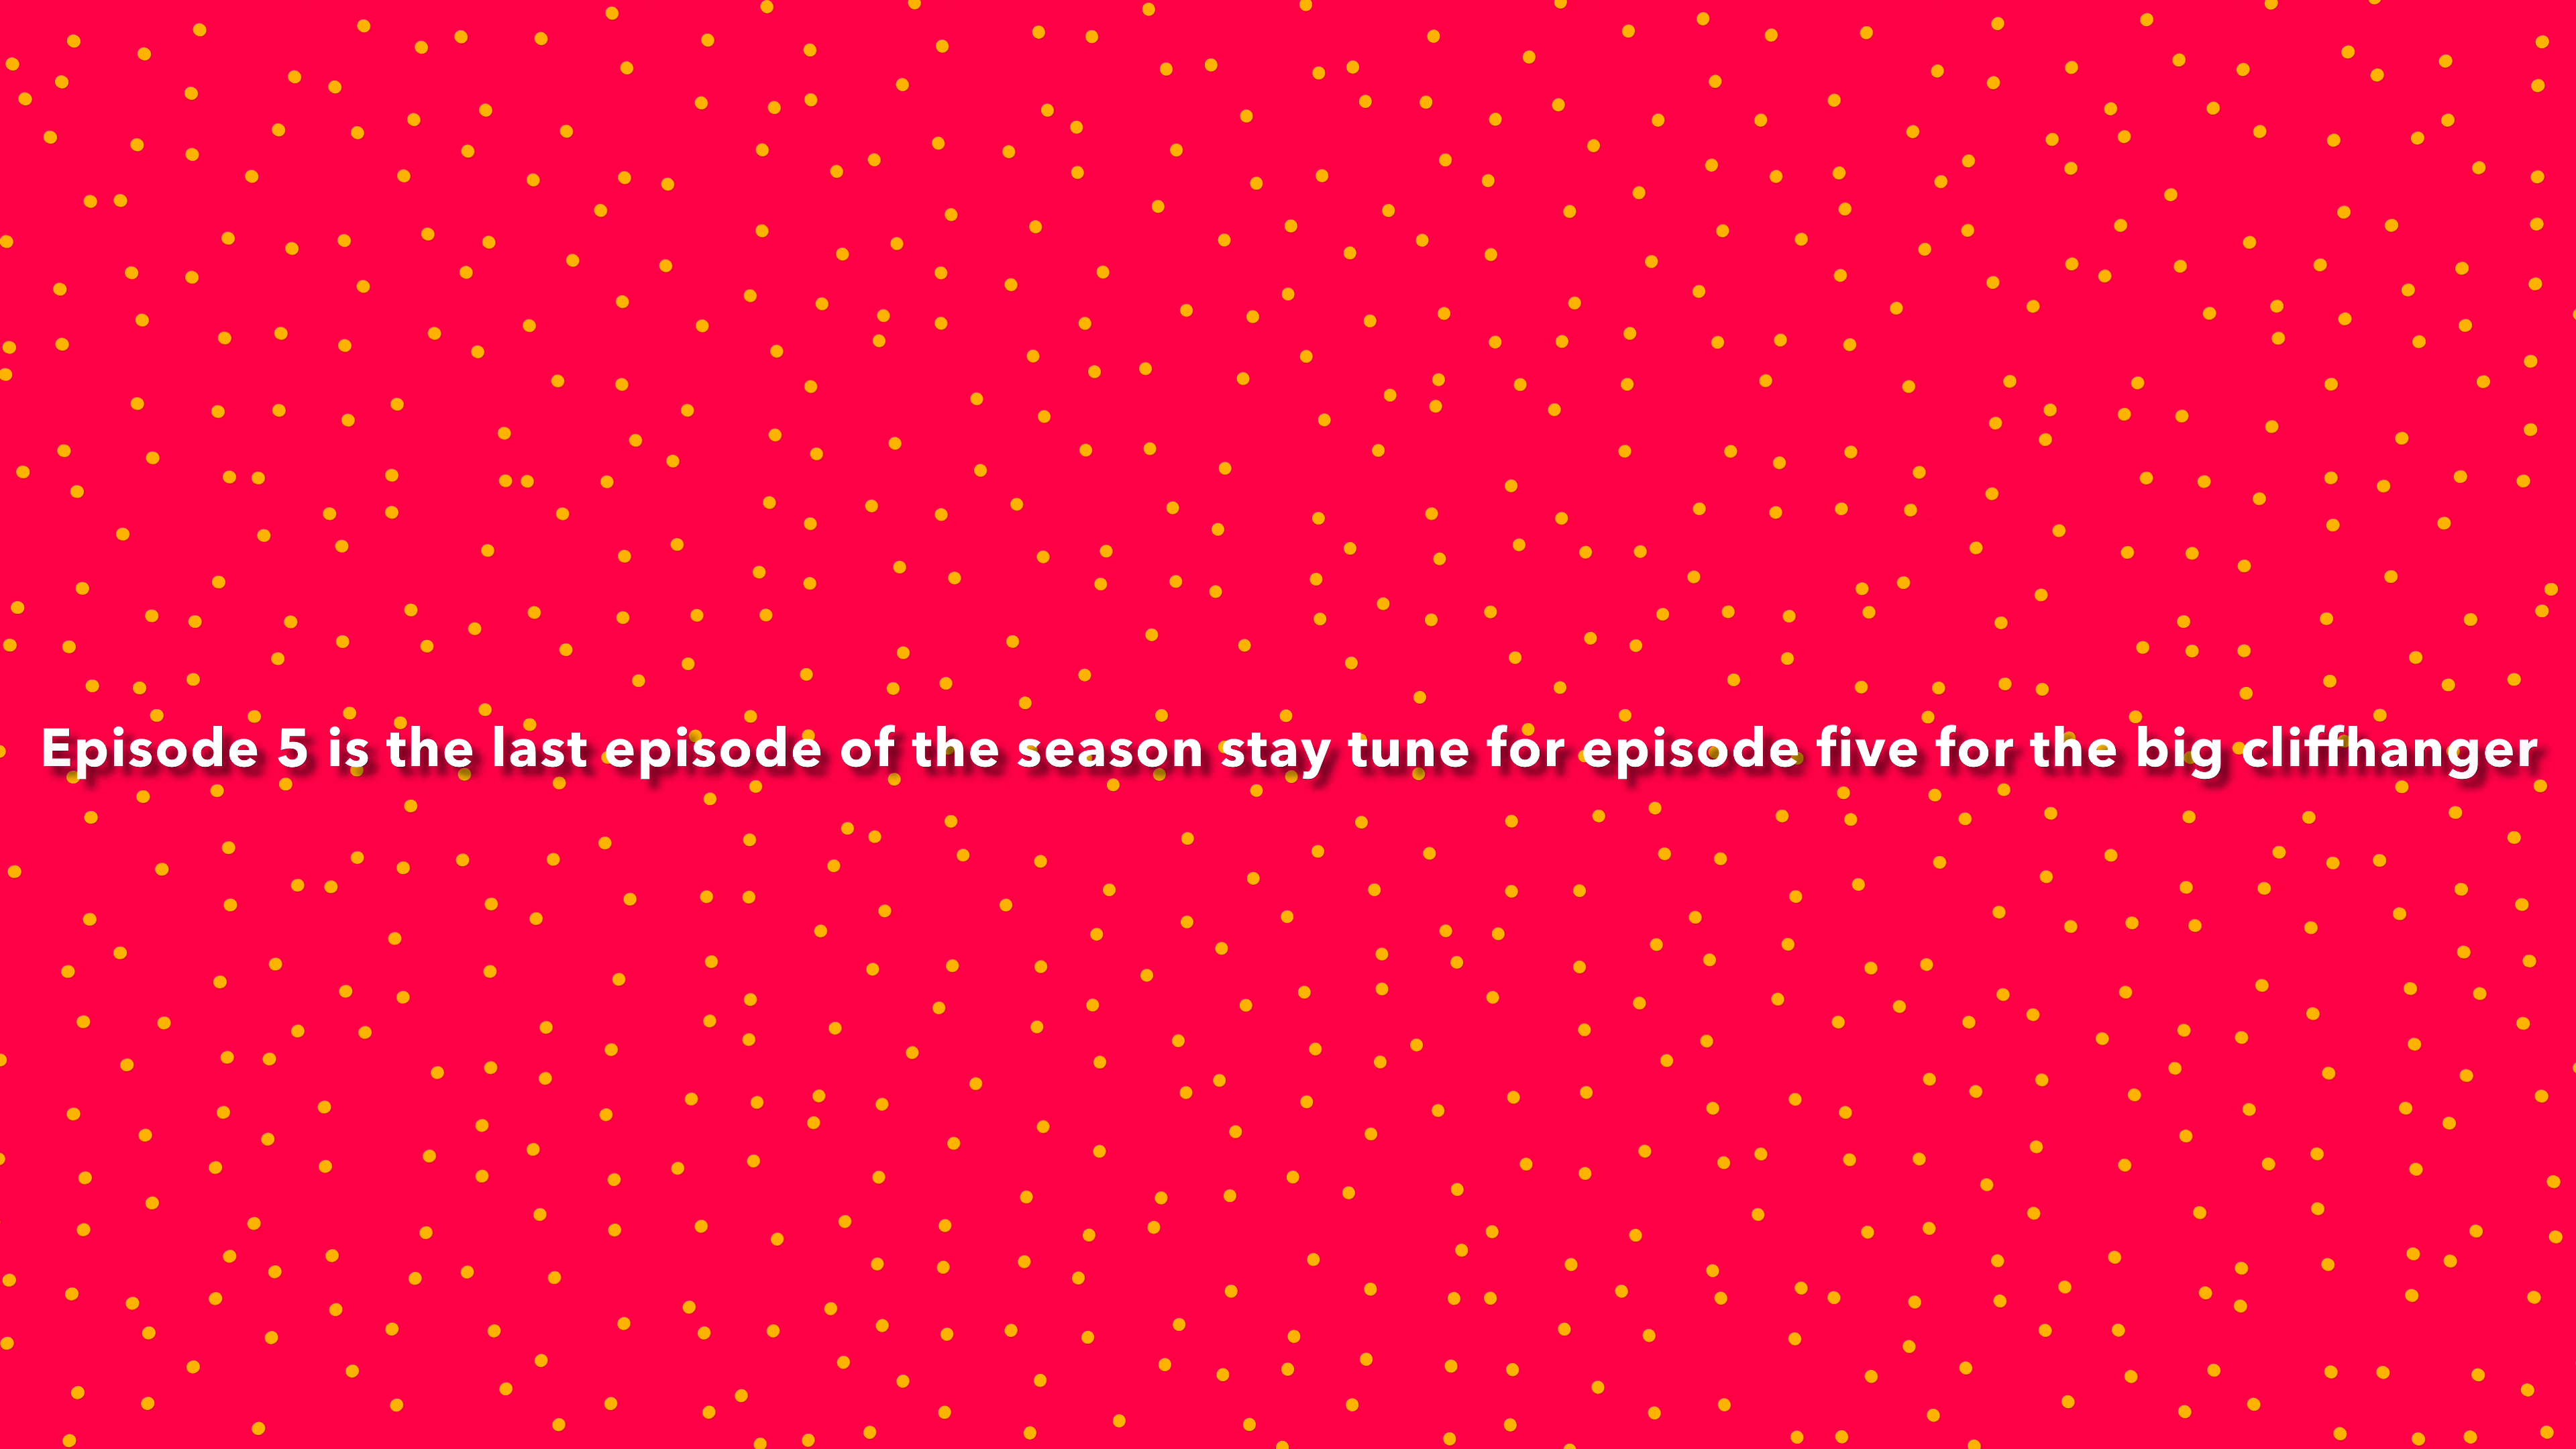 Episode 5 is the last episode of the season stay tune for episode five for the big cliffhanger